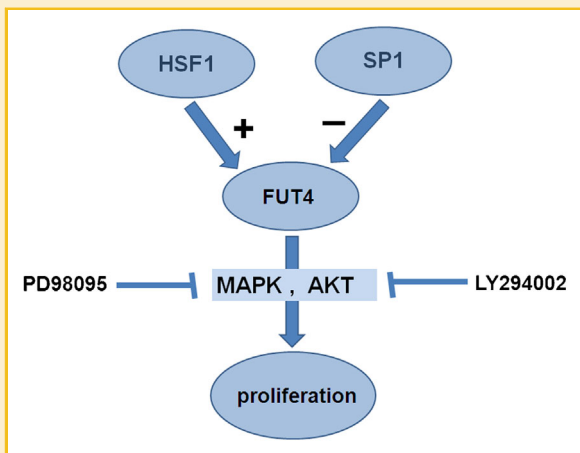 HSF1
SP1
+
−
FUT4
PD98095
MAPK , AKT
LY294002
proliferation